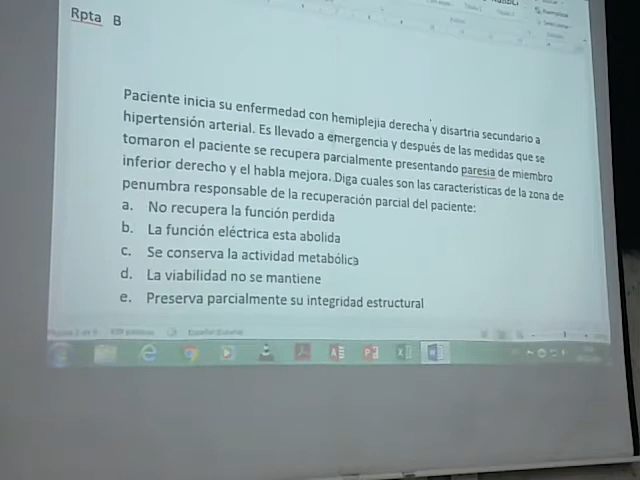 Rpta B
Paciente inicia su enfermedad con hemiplejia derecha y disartria secundario a
hipertensión arterial. Es llevado a emergencia y después de las medidas que se
tomaron el paciente se recupera parcialmente presentando paresia de miembro
inferior derecho y el habla mejora. Diga cuales son las características de la zona de
penumbra responsable de la recuperación parcial del paciente:
a. No recupera la función perdida
b. La función eléctrica esta abolida
c. Se conserva la actividad metabólica
d. La viabilidad no se mantiene
e. Preserva parcialmente su integridad estructural